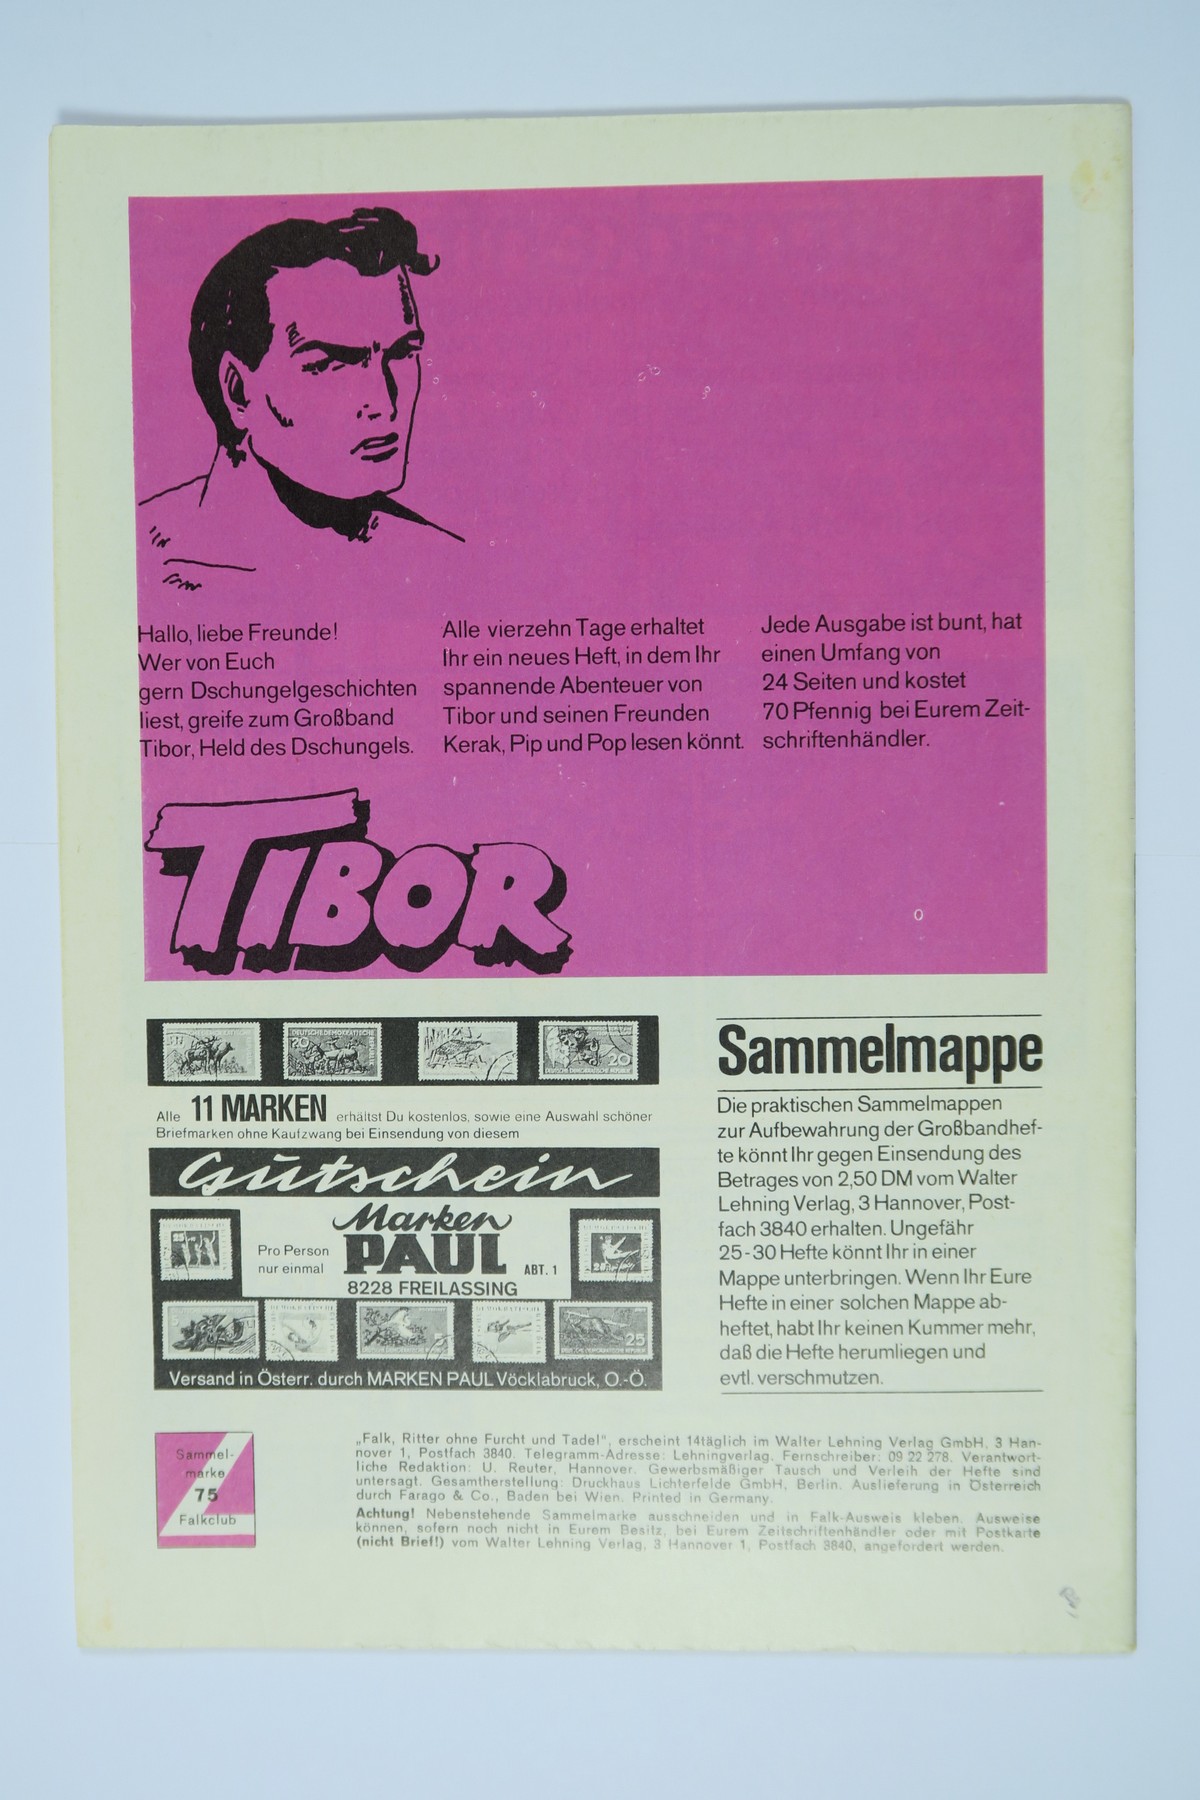 Hallo, liebe Freunde!
Wer von Euch
gern Dschungelgeschichten
liest, greife zum Großband
Tibor, Held des Dschungels.
Alle vierzehn Tage erhaltet
Ihr ein neues Heft, in dem Ihr
spannende Abenteuer von
Tibor und seinen Freunden
Kerak, Pip und Pop lesen könnt.
Jede Ausgabe ist bunt, hat
einen Umfang von
24 Seiten und kostet
70 Pfennig bei Eurem Zeit-
schriftenhändler.
TIBOR
Alle 11 MARKEN erhältst Du kostenlos, sowie eine Auswahl schöner
Briefmarken ohne Kaufzwang bei Einsendung von diesem
Gutschein
Marken
Pro Person
nur einmal
PAUL ABT. 1
8228 FREILASSING
Versand in Österr. durch MARKEN PAUL Vöcklabruck, O.-Ö.
Sammelmappe
Die praktischen Sammelmappen
zur Aufbewahrung der Großbandhef-
te könnt Ihr gegen Einsendung des
Betrages von 2,50 DM vom Walter
Lehning Verlag, 3 Hannover, Post-
fach 3840 erhalten. Ungefähr
25-30 Hefte könnt Ihr in einer
Mappe unterbringen. Wenn Ihr Eure
Hefte in einer solchen Mappe ab-
heftet, habt Ihr keinen Kummer mehr,
daß die Hefte herumliegen und
evtl. verschmutzen.
Sammel-
marke
75
Falkclub
„Falk, Ritter ohne Furcht und Tadel", erscheint 14täglich im Walter Lehning Verlag GmbH, 3 Han-
nover 1, Postfach 3840. Telegramm-Adresse: Lehningverlag. Fernschreiber: 09 22 278. Verantwort-
liche Redaktion: U. Reuter, Hannover. Gewerbsmäßiger Tausch und Verleih der Hefte sind
untersagt. Gesamtherstellung: Druckhaus Lichterfelde GmbH, Berlin. Auslieferung in Österreich
durch Farago & Co., Baden bei Wien. Printed in Germany.
Achtung! Nebenstehende Sammelmarke ausschneiden und in Falk-Ausweis kleben. Ausweise
können, sofern noch nicht in Eurem Besitz, bei Eurem Zeitschriftenhändler oder mit Postkarte
(nicht Brief!) vom Walter Lehning Verlag, 3 Hannover 1, Postfach 3840, angefordert werden.